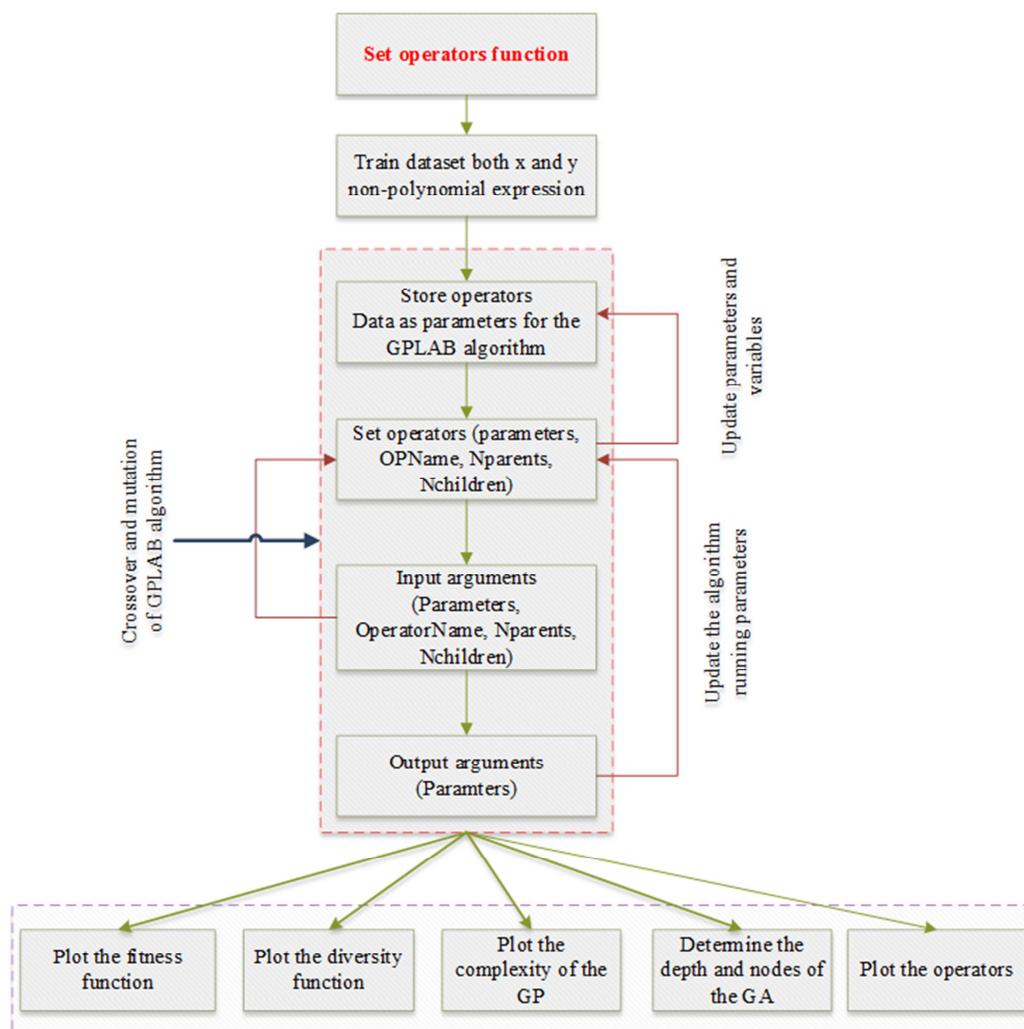 Set operators function
Train dataset both x and y
non-polynomial expression
Store operators
Data as parameters for the
GPLAB algorithm
Update parameters and
variables
Set operators (parameters,
OPName, Nparents,
Nchildren)
Crossover and mutation
of GPLAB algorithm
Input arguments
(Parameters,
OperatorName, Nparents,
Nchildren)
Update the algorithm
running parameters
Output arguments
(Paramters)
Plot the fitness
function
Plot the diversity
function
Plot the
complexity of the
GP
Determine the
depth and nodes of
the GA
Plot the operators